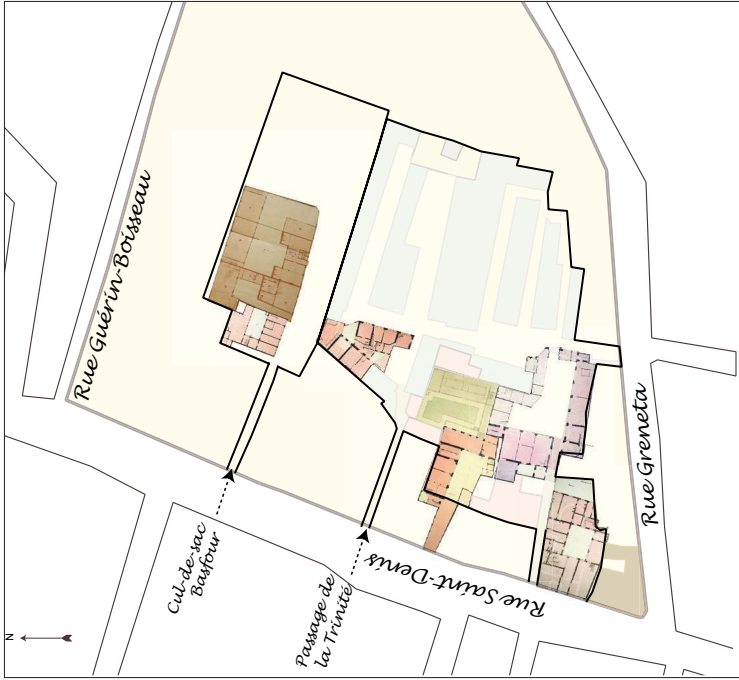 Rue Guérin-Boisseau
Rue Greneta
Cul-de-sac
Basfour
Rue Saint-Denis
Passage de
la Trinité
N